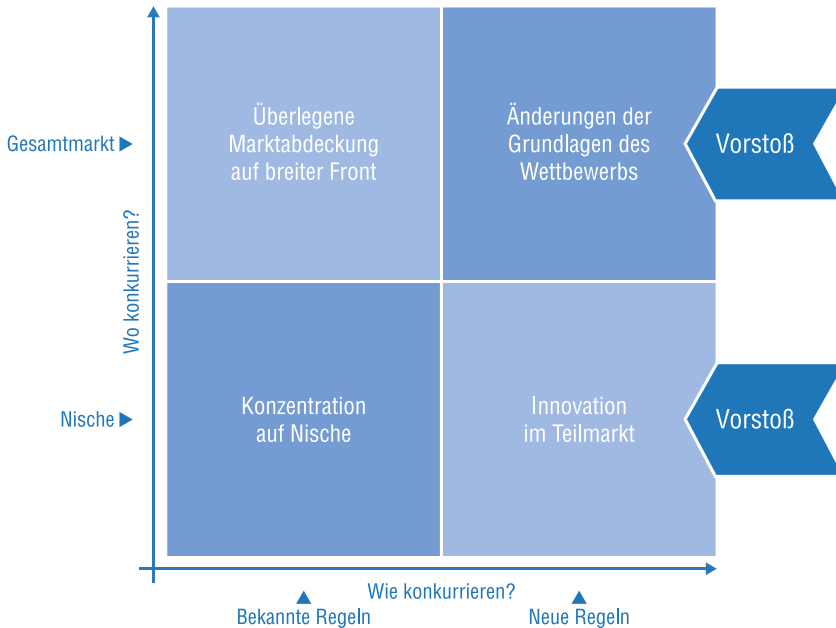 Überlegene
Marktabdeckung
auf breiter Front
Änderungen der
Grundlagen des
Wettbewerbs
Vorstoß
Gesamtmarkt
Wo konkurrieren?
Konzentration
auf Nische
Innovation
im Teilmarkt
Vorstoß
Nische
Wie konkurrieren?
Bekannte Regeln
Neue Regeln